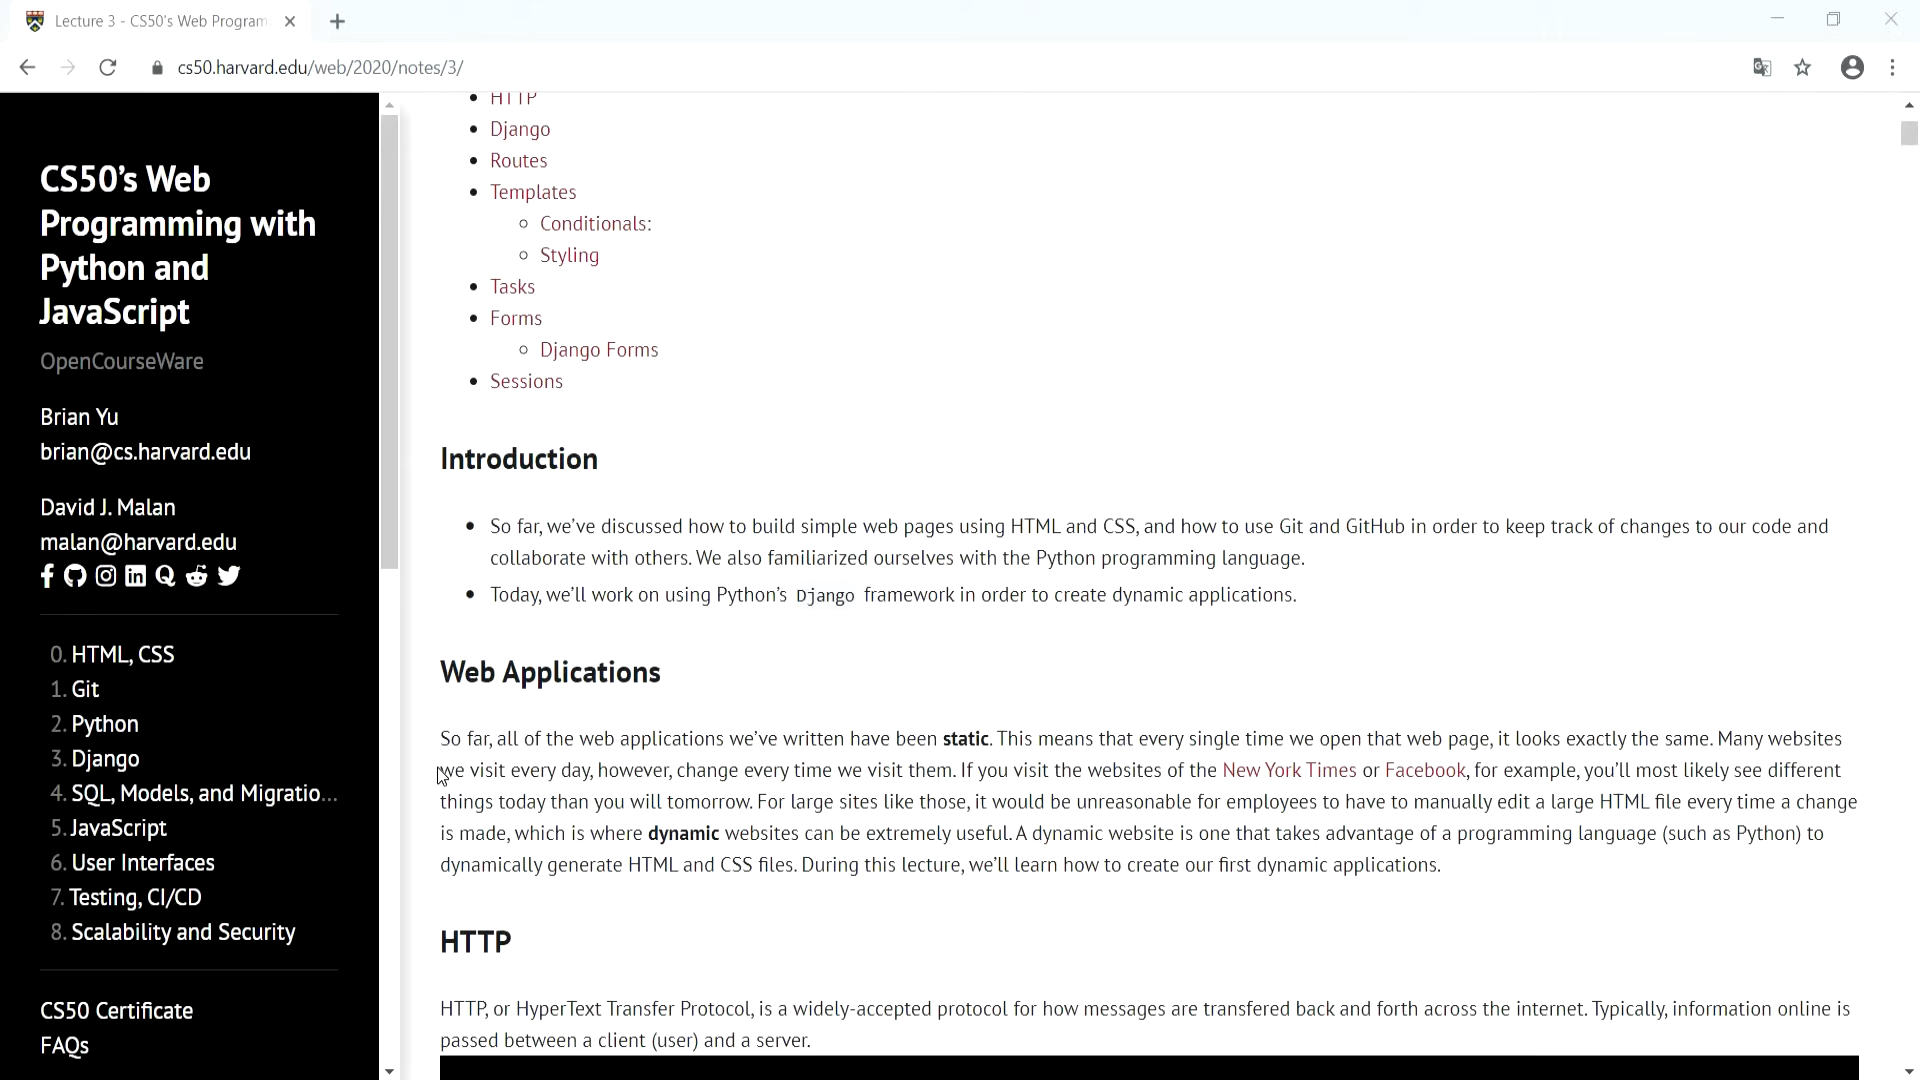 Lecture 3 - CS50's Web Program
cs50.harvard.edu/web/2020/notes/3/
CS50's Web
Programming with
Python and
JavaScript
OpenCourseWare
Brian Yu
brian@cs.harvard.edu
David J. Malan
malan@harvard.edu
0. HTML, CSS
1. Git
2. Python
3. Django
4. SQL, Models, and Migratio...
5. JavaScript
6. User Interfaces
7. Testing, CI/CD
8. Scalability and Security
CS50 Certificate
FAQs
HTTP
Django
Routes
Templates
Conditionals:
Styling
Tasks
Forms
Django Forms
Sessions
Introduction
So far, we've discussed how to build simple web pages using HTML and CSS, and how to use Git and GitHub in order to keep track of changes to our code and
collaborate with others. We also familiarized ourselves with the Python programming language.
Today, we'll work on using Python's Django framework in order to create dynamic applications.
Web Applications
So far, all of the web applications we've written have been static. This means that every single time we open that web page, it looks exactly the same. Many websites
we visit every day, however, change every time we visit them. If you visit the websites of the New York Times or Facebook, for example, you'll most likely see different
things today than you will tomorrow. For large sites like those, it would be unreasonable for employees to have to manually edit a large HTML file every time a change
is made, which is where dynamic websites can be extremely useful. A dynamic website is one that takes advantage of a programming language (such as Python) to
dynamically generate HTML and CSS files. During this lecture, we'll learn how to create our first dynamic applications.
HTTP
HTTP, or HyperText Transfer Protocol, is a widely-accepted protocol for how messages are transfered back and forth across the internet. Typically, information online is
passed between a client (user) and a server.